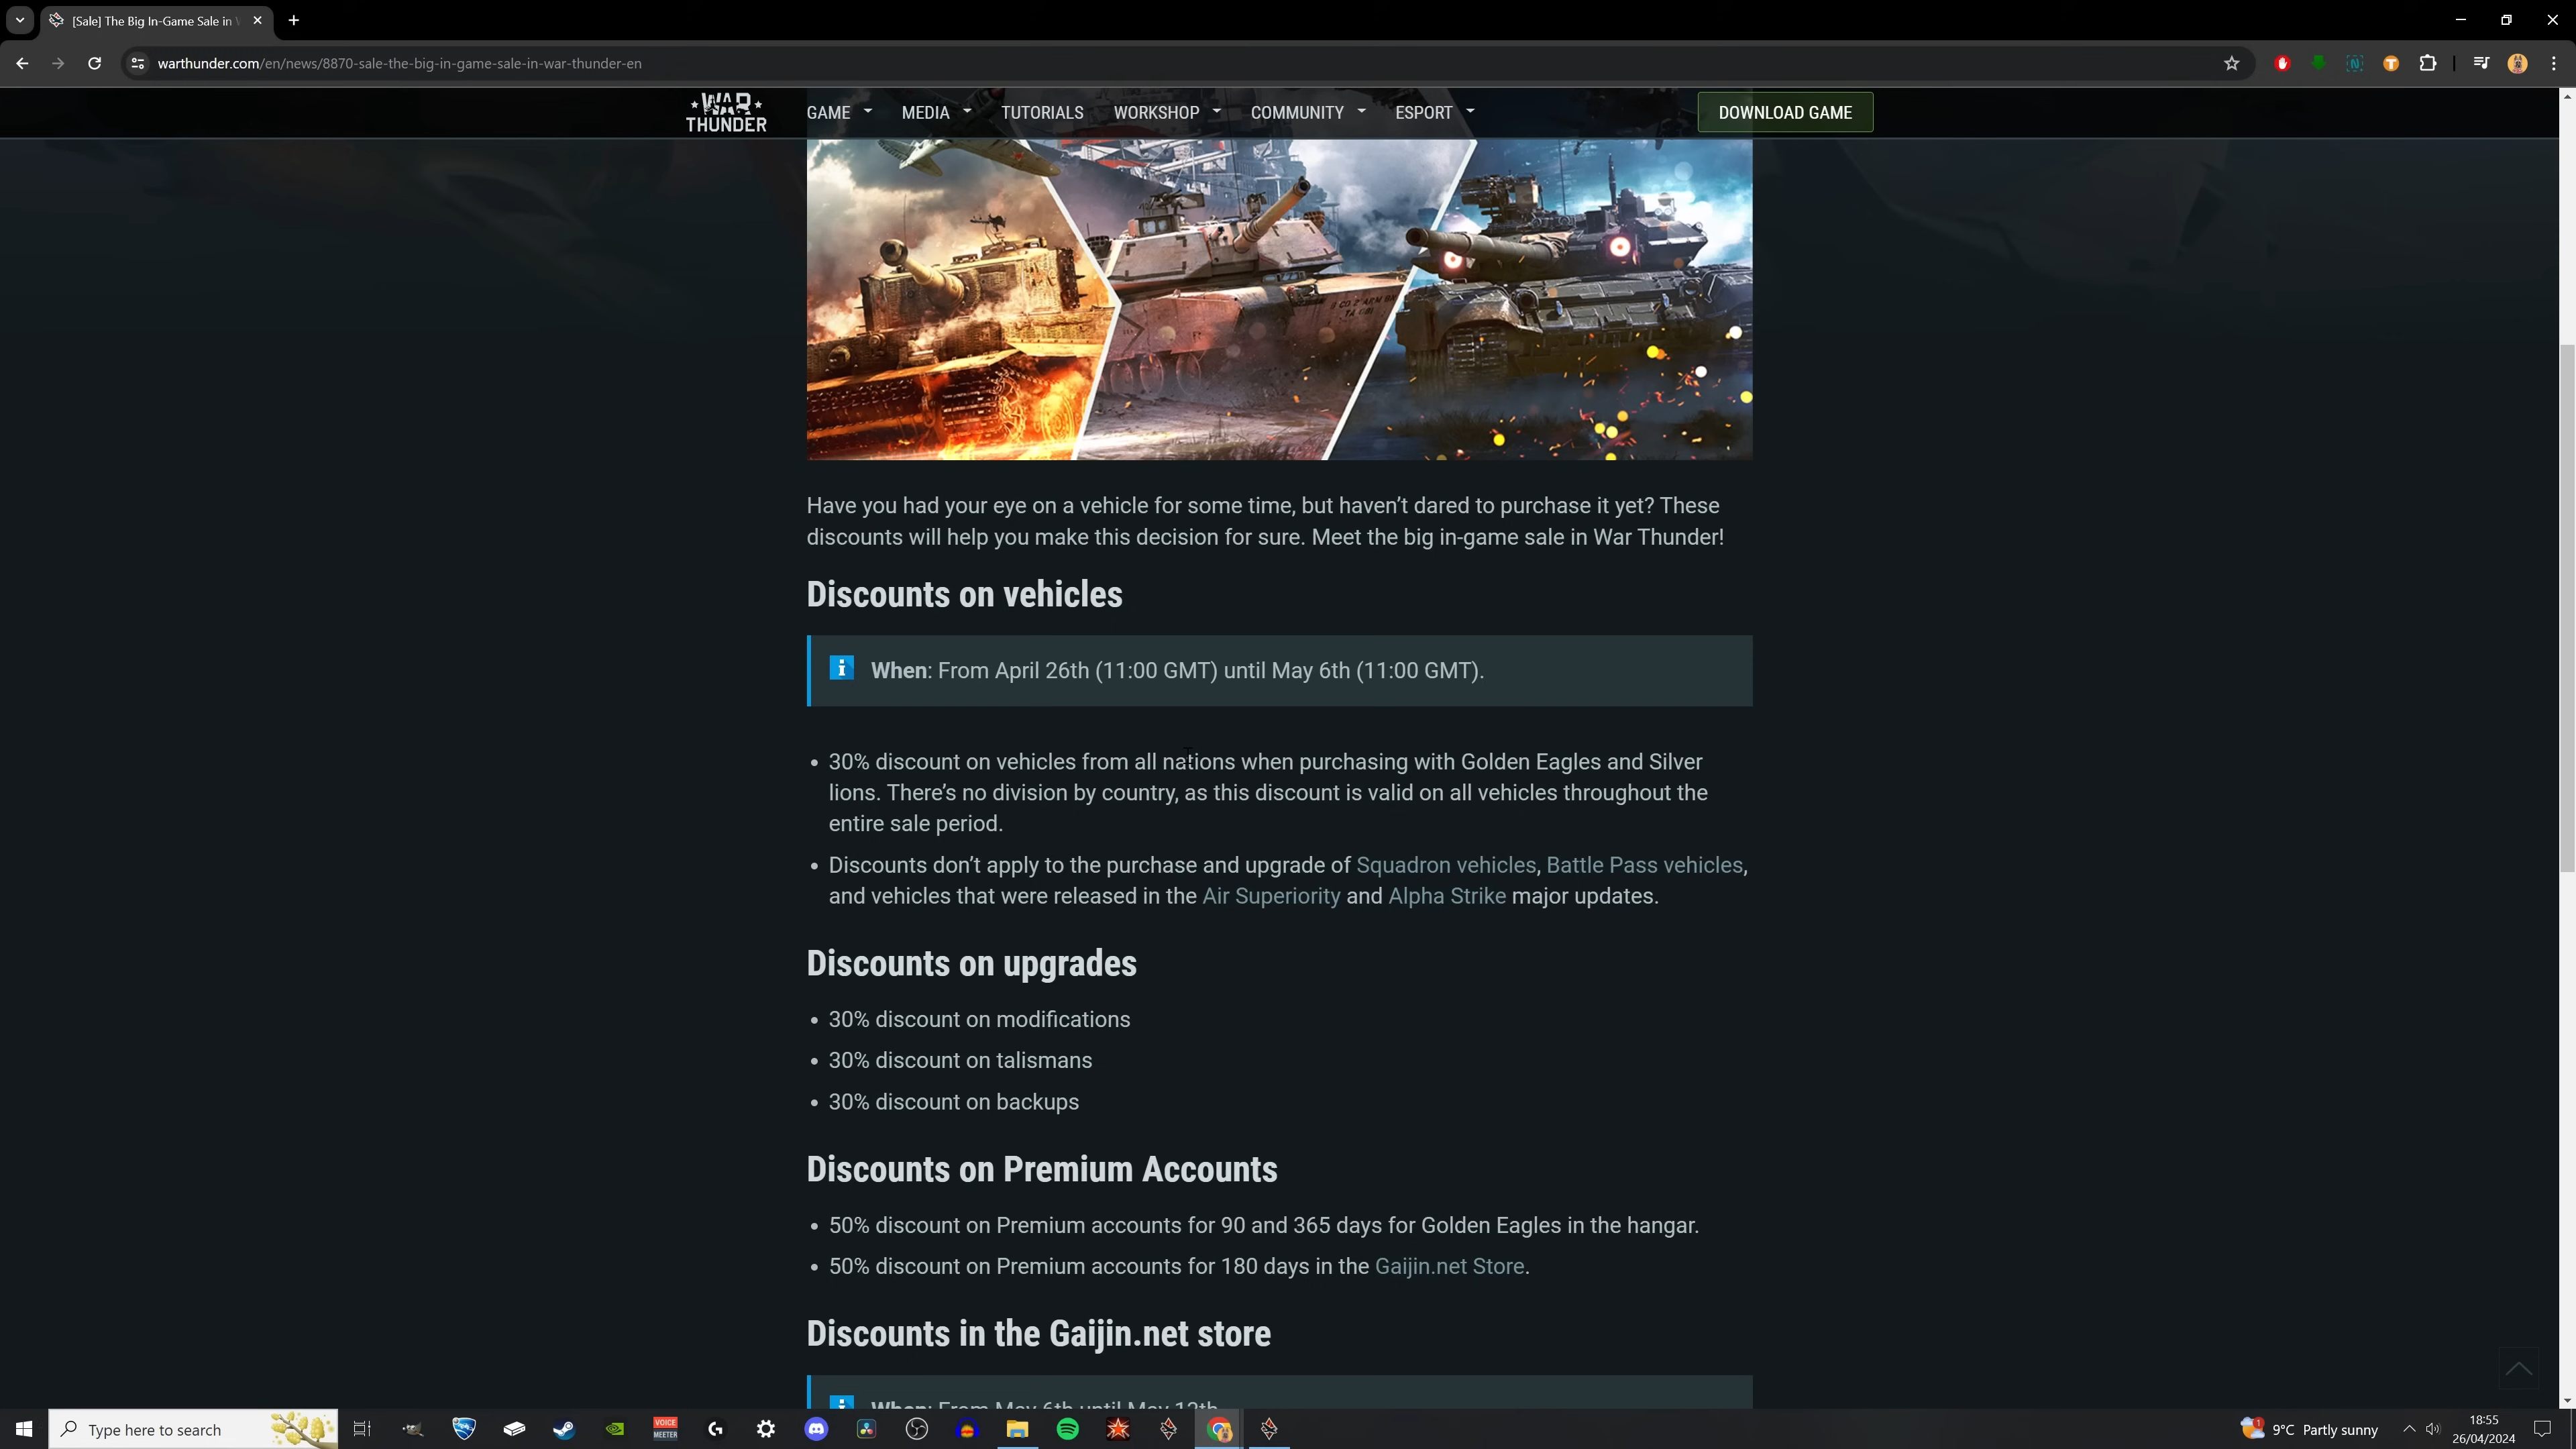 [Sale] The Big In-Game Sale in
warthunder.com/en/news/8870-sale-the-big-in-game-sale-in-war-thunder-en
WAR
THUNDER
GAME
MEDIA
TUTORIALS
WORKSHOP
COMMUNITY
ESPORT
DOWNLOAD GAME
Have you had your eye on a vehicle for some time, but haven’t dared to purchase it yet? These
discounts will help you make this decision for sure. Meet the big in-game sale in War Thunder!
Discounts on vehicles
When: From April 26th (11:00 GMT) until May 6th (11:00 GMT).
• 30% discount on vehicles from all nations when purchasing with Golden Eagles and Silver
lions. There’s no division by country, as this discount is valid on all vehicles throughout the
entire sale period.
• Discounts don’t apply to the purchase and upgrade of Squadron vehicles, Battle Pass vehicles,
and vehicles that were released in the Air Superiority and Alpha Strike major updates.
Discounts on upgrades
• 30% discount on modifications
• 30% discount on talismans
• 30% discount on backups
Discounts on Premium Accounts
• 50% discount on Premium accounts for 90 and 365 days for Golden Eagles in the hangar.
• 50% discount on Premium accounts for 180 days in the Gaijin.net Store.
Discounts in the Gaijin.net store
When: From May 6th until May 12th
Type here to search
VOICE
MEETER
1
9°C Partly sunny
18:55
26/04/2024